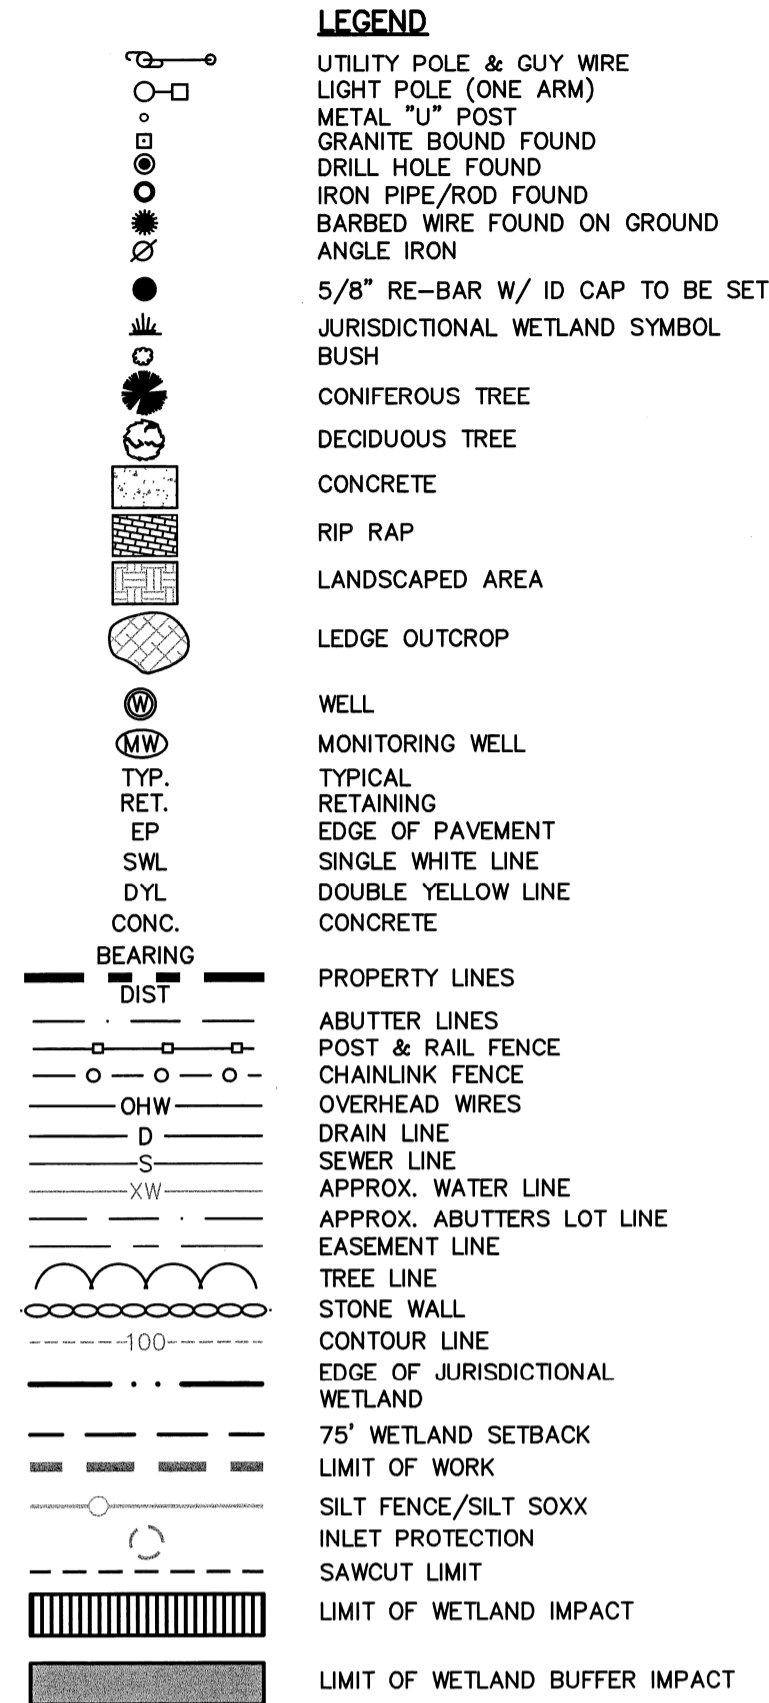 LEGEND
UTILITY POLE & GUY WIRE
LIGHT POLE (ONE ARM)
METAL "U" POST
GRANITE BOUND FOUND
DRILL HOLE FOUND
IRON PIPE/ROD FOUND
BARBED WIRE FOUND ON GROUND
ANGLE IRON
5/8" RE-BAR W/ ID CAP TO BE SET
JURISDICTIONAL WETLAND SYMBOL
BUSH
CONIFEROUS TREE
DECIDUOUS TREE
CONCRETE
RIP RAP
LANDSCAPED AREA
LEDGE OUTCROP
W WELL
MW MONITORING WELL
TYP. TYPICAL
RET. RETAINING
EP EDGE OF PAVEMENT
SWL SINGLE WHITE LINE
DYL DOUBLE YELLOW LINE
CONC. CONCRETE
BEARING
PROPERTY LINES
DIST
ABUTTER LINES
POST & RAIL FENCE
CHAINLINK FENCE
OHW OVERHEAD WIRES
D DRAIN LINE
S SEWER LINE
XW APPROX. WATER LINE
APPROX. ABUTTERS LOT LINE
EASEMENT LINE
TREE LINE
STONE WALL
100 CONTOUR LINE
EDGE OF JURISDICTIONAL
WETLAND
75' WETLAND SETBACK
LIMIT OF WORK
SILT FENCE/SILT SOXX
INLET PROTECTION
SAWCUT LIMIT
LIMIT OF WETLAND IMPACT
LIMIT OF WETLAND BUFFER IMPACT